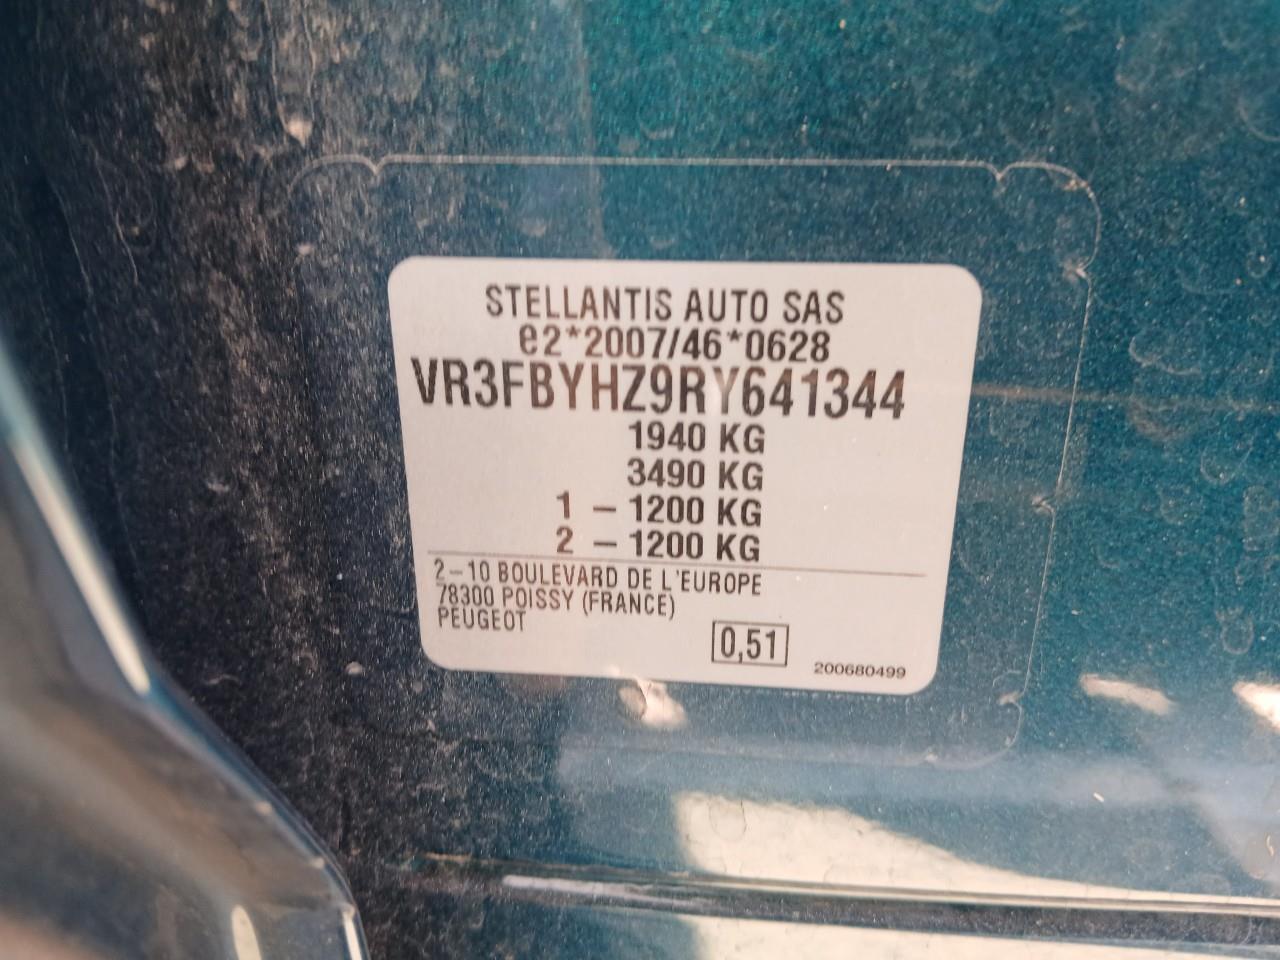 STELLANTIS AUTO SAS
e2*2007/46*0628
VR3FBYHZ9RY641344
1940 KG
3490 KG
1 – 1200 KG
2 – 1200 KG
2–10 BOULEVARD DE L'EUROPE
78300 POISSY (FRANCE)
PEUGEOT
0,51
200680499